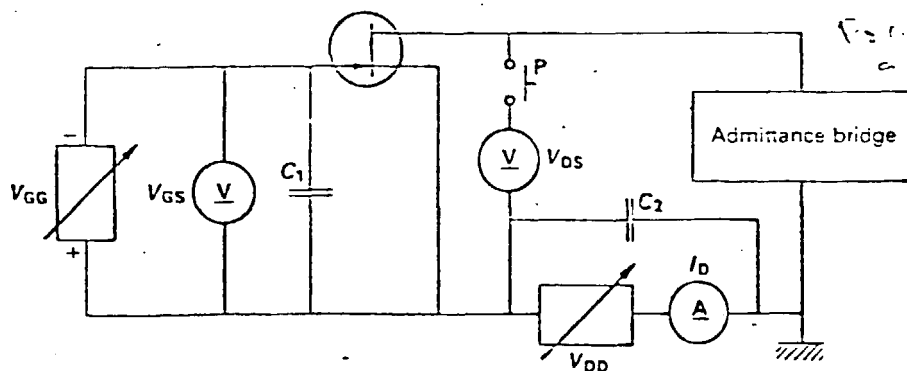 P
V
V_DS
Admittance bridge
−
V_GG
+
V_GS
V
C_1
C_2
I_D
A
V_DD